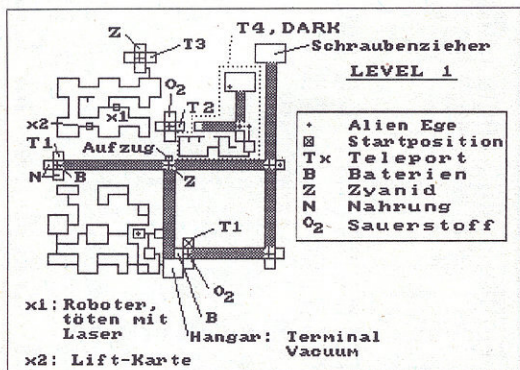 T4, DARK
Z
T3
Schraubenzieher
LEVEL 1
O2
x1
x2
T2
T1
Aufzug
N
B
Z
+ Alien Ege
Startposition
Tx Teleport
B Baterien
Z Zyanid
N Nahrung
O2 Sauerstoff
T1
O2
B
x1: Roboter,
töten mit
Laser
Hangar: Terminal
Vacuum
x2: Lift-Karte